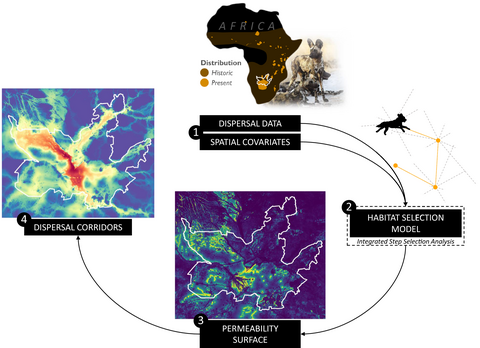 AFRICA
Distribution
Historic
Present
1
DISPERSAL DATA
SPATIAL COVARIATES
2
HABITAT SELECTION
MODEL
Integrated Step Selection Analysis
3
PERMEABILITY
SURFACE
4
DISPERSAL CORRIDORS